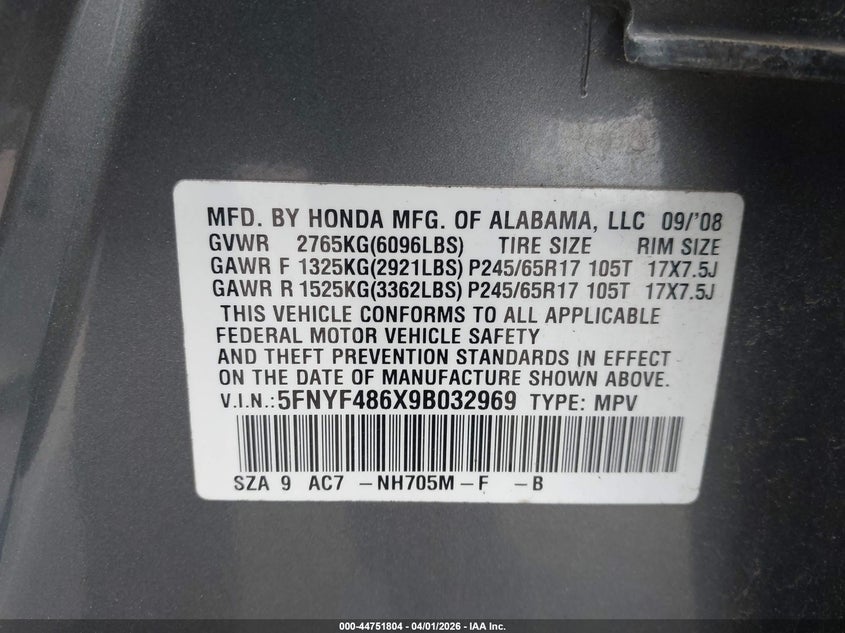 MFD. BY HONDA MFG. OF ALABAMA, LLC 09/'08
GVWR 2765KG(6096LBS) TIRE SIZE RIM SIZE
GAWR F 1325KG(2921LBS) P245/65R17 105T 17X7.5J
GAWR R 1525KG(3362LBS) P245/65R17 105T 17X7.5J
THIS VEHICLE CONFORMS TO ALL APPLICABLE
FEDERAL MOTOR VEHICLE SAFETY
AND THEFT PREVENTION STANDARDS IN EFFECT
ON THE DATE OF MANUFACTURE SHOWN ABOVE.
V.I.N.:5FNYF486X9B032969 TYPE: MPV
SZA 9 AC7 -NH705M-F -B
000-44751804 | 04/01/2026 - IAA Inc.